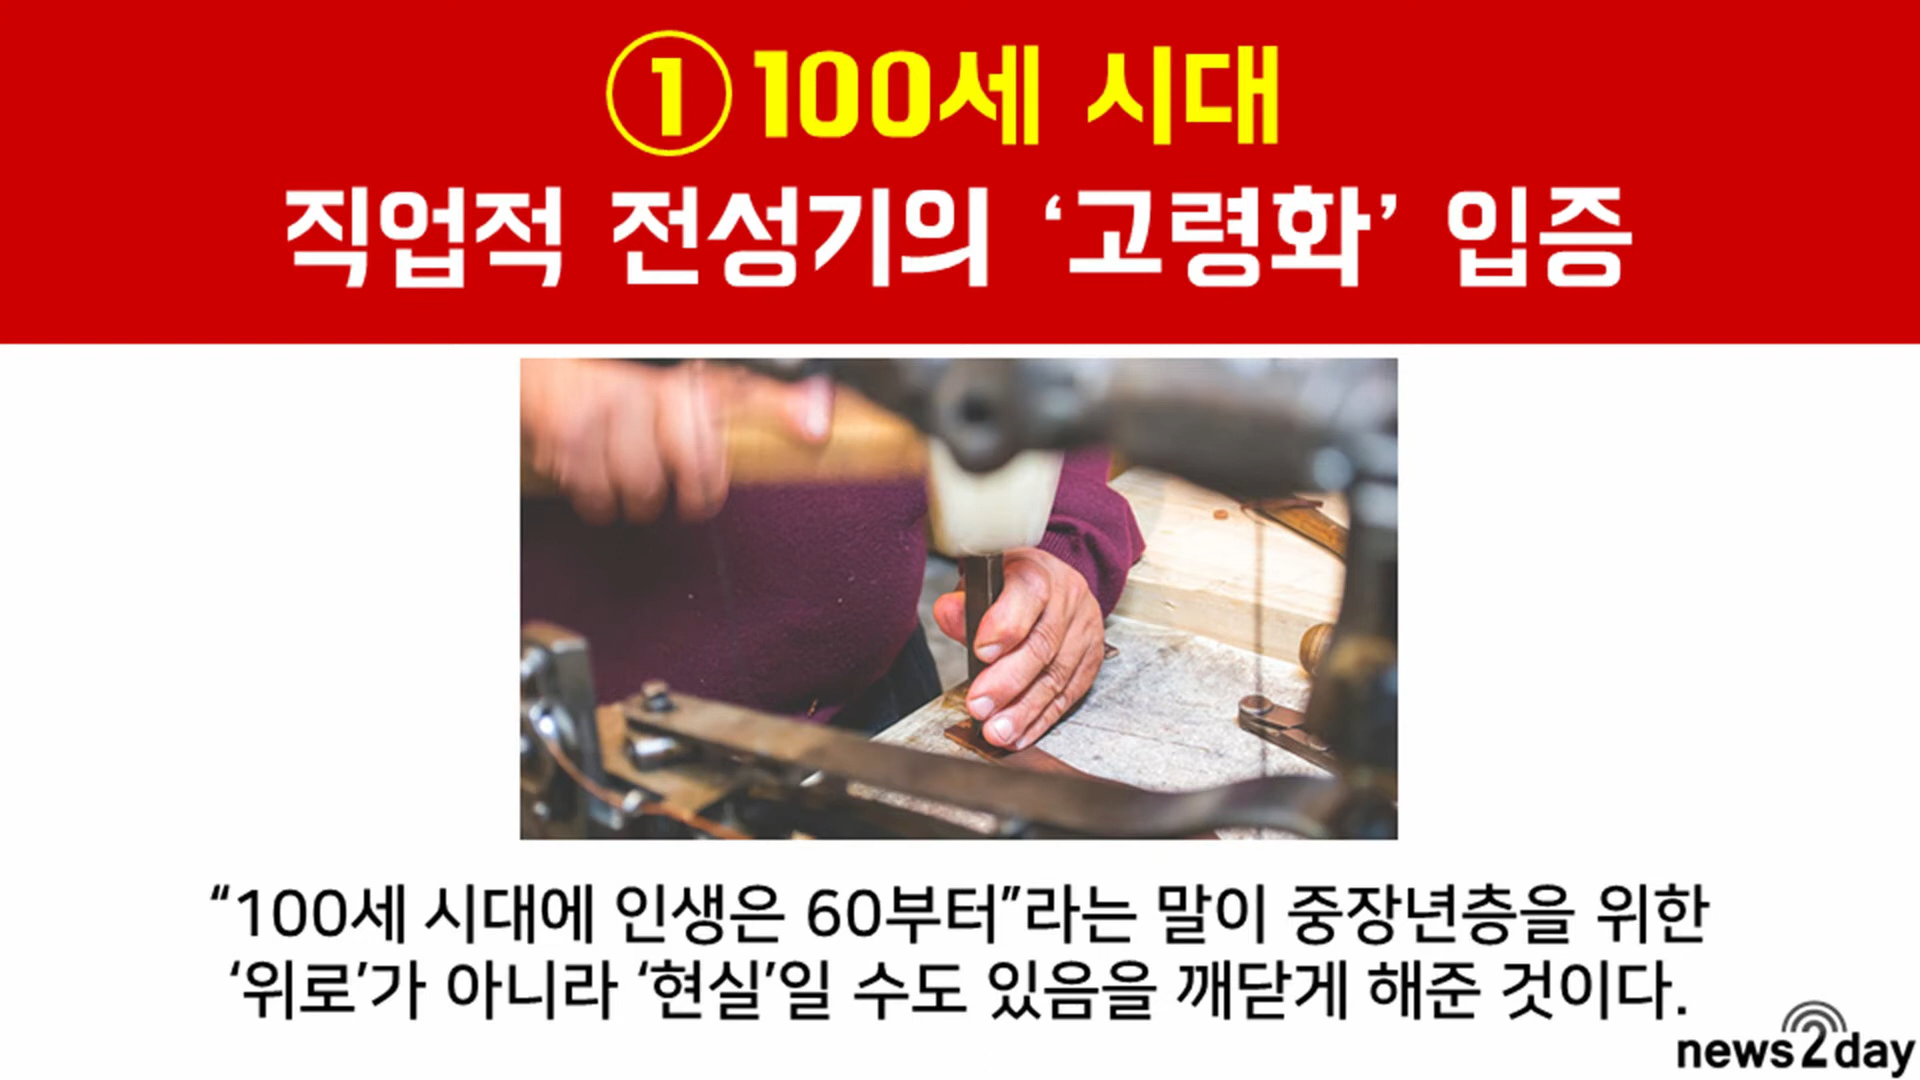 ①100세 시대
직업적 전성기의 ‘고령화’ 입증
“100세 시대에 인생은 60부터”라는 말이 중장년층을 위한
‘위로’가 아니라 ‘현실’일 수도 있음을 깨닫게 해준 것이다.
news2day